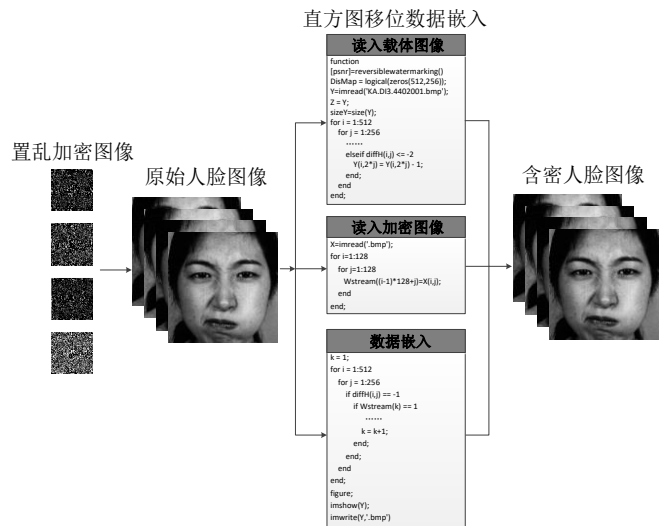 直方图移位数据嵌入
置乱加密图像
原始人脸图像
读入载体图像
function
[psnr]=reversiblewatermarking()
DisMap = logical(zeros(512,256));
Y=imread('KA.DI3.4402001.bmp');
Z = Y;
sizeY=size(Y);
for i = 1:512
for j = 1:256
······
elseif diffH(i,j) <= -2
Y(i,2*j) = Y(i,2*j) - 1;
end;
end
end;
读入加密图像
X=imread('.bmp');
for i=1:128
for j=1:128
Wstream((i-1)*128+j)=X(i,j);
end
end;
数据嵌入
k = 1;
for i = 1:512
for j = 1:256
if diffH(i,j) == -1
if Wstream(k) == 1
······
k = k+1;
end;
end;
end
end;
figure;
imshow(Y);
imwrite(Y,'.bmp')
含密人脸图像